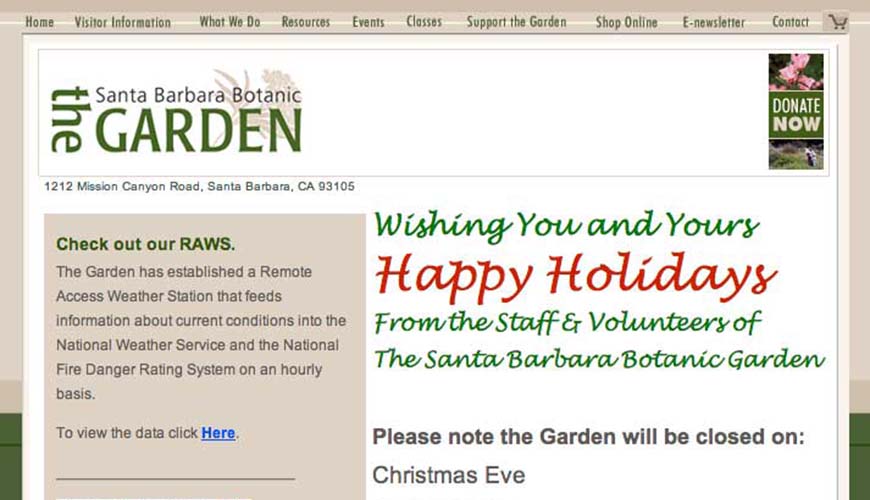 Home Visitor Information What We Do Resources Events Classes Support the Garden Shop Online E-newsletter Contact
the
Santa Barbara Botanic
GARDEN
DONATE
NOW
1212 Mission Canyon Road, Santa Barbara, CA 93105
Check out our RAWS.
The Garden has established a Remote
Access Weather Station that feeds
information about current conditions into the
National Weather Service and the National
Fire Danger Rating System on an hourly
basis.
To view the data click Here.
Wishing You and Yours
Happy Holidays
From the Staff & Volunteers of
The Santa Barbara Botanic Garden
Please note the Garden will be closed on:
Christmas Eve